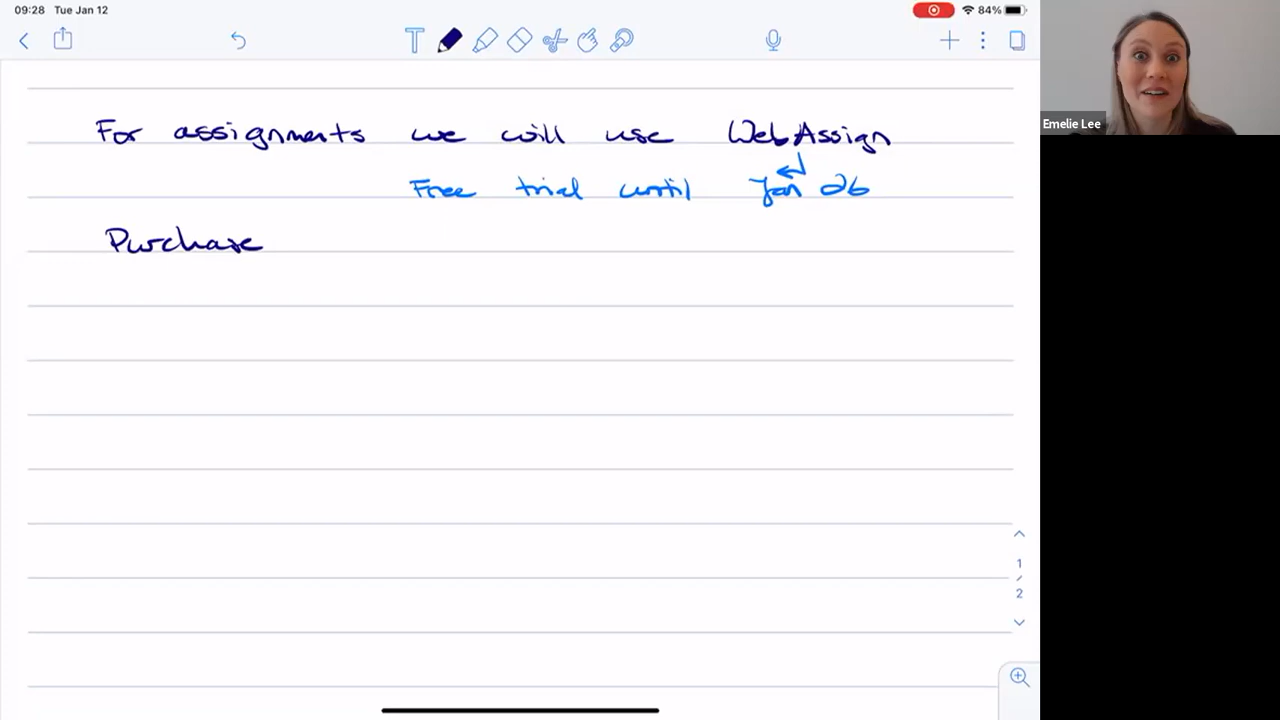 09:28 Tue Jan 12 84%
T
Emelie Lee
For assignments we will use WebAssign
Free trial until Jan 26
Purchase
1
2